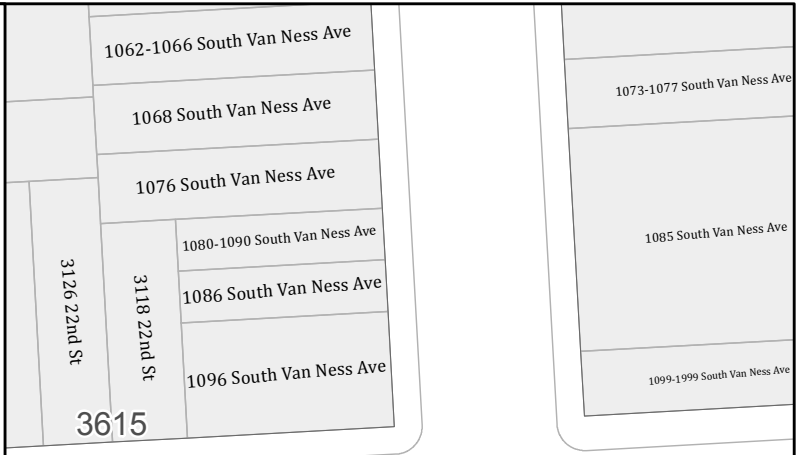 1062-1066 South Van Ness Ave
1068 South Van Ness Ave
1076 South Van Ness Ave
1080-1090 South Van Ness Ave
1086 South Van Ness Ave
1096 South Van Ness Ave
3126 22nd St
3118 22nd St
3615
1073-1077 South Van Ness Ave
1085 South Van Ness Ave
1099-1999 South Van Ness Ave